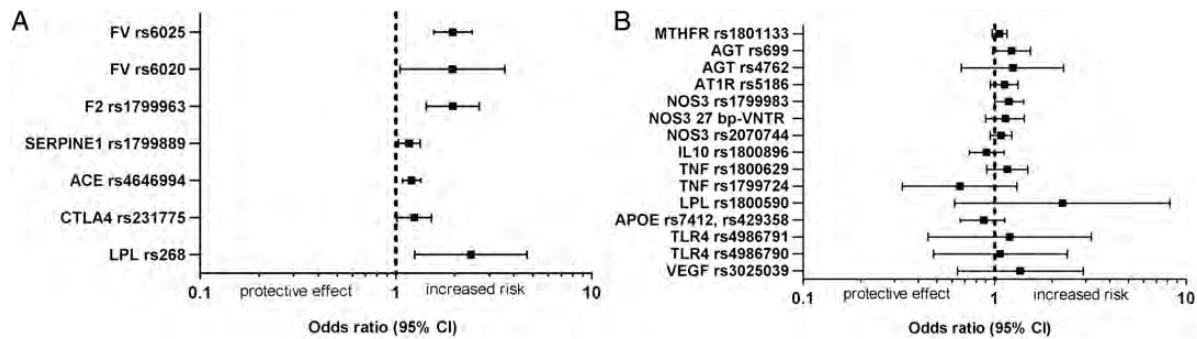 A
FV rs6025
FV rs6020
F2 rs1799963
SERPINE1 rs1799889
ACE rs4646994
CTLA4 rs231775
LPL rs268
protective effect
increased risk
0.1
1
10
Odds ratio (95% CI)
B
MTHFR rs1801133
AGT rs699
AGT rs4762
AT1R rs5186
NOS3 rs1799983
NOS3 27 bp-VNTR
NOS3 rs2070744
IL10 rs1800896
TNF rs1800629
TNF rs1799724
LPL rs1800590
APOE rs7412, rs429358
TLR4 rs4986791
TLR4 rs4986790
VEGF rs3025039
protective effect
increased risk
0.1
1
10
Odds ratio (95% CI)